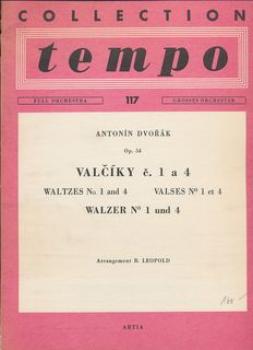 COLLECTION
tempo
FULL ORCHESTRA 117 GROSSES ORCHESTER
ANTONÍN DVOŘÁK
Op. 54
VALČÍKY č. 1 a 4
WALTZES No. 1 and 4 VALSES Nº 1 et 4
WALZER Nº 1 und 4
Arrangement B. LEOPOLD
ARTIA